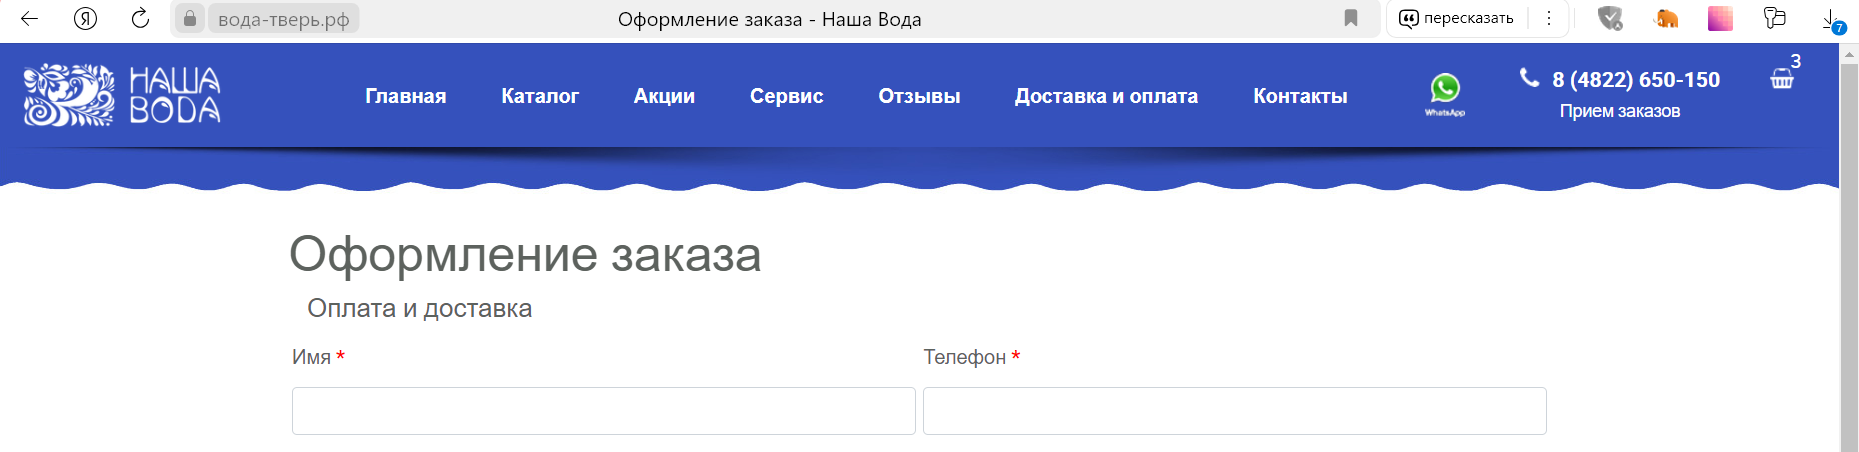 Я вода-тверь.рф Оформление заказа - Наша Вода пересказать
7
НАША ВОДА
Главная Каталог Акции Сервис Отзывы Доставка и оплата Контакты
WhatsApp
8 (4822) 650-150
3
Прием заказов
Оформление заказа
Оплата и доставка
Имя * Телефон *